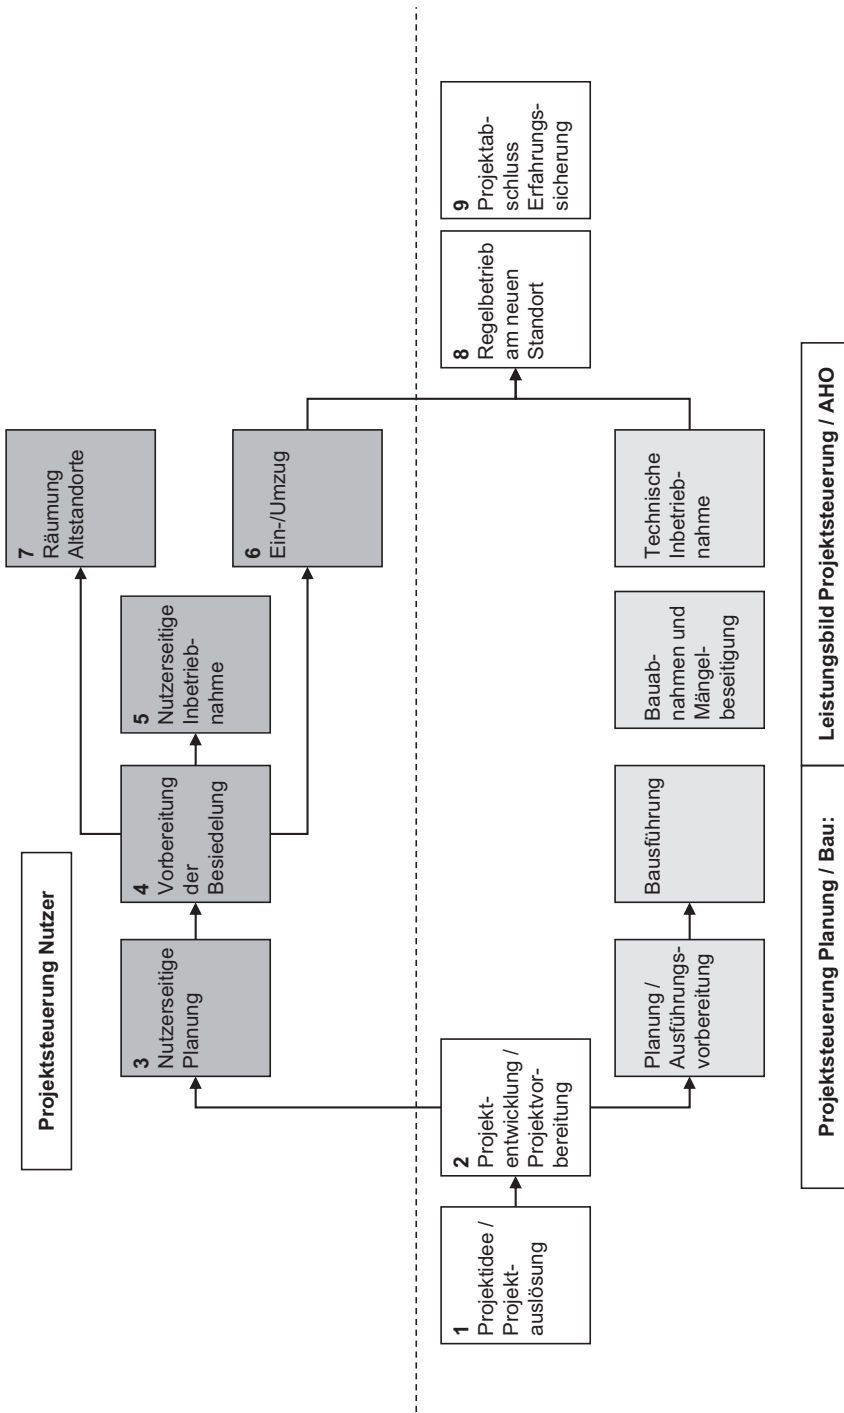 Projektsteuerung Nutzer
7
Räumung
Altstandorte
3
Nutzerseitige
Planung
4
Vorbereitung
der
Besiedelung
5
Nutzerseitige
Inbetrieb-
nahme
6
Ein-/Umzug
1
Projektidee /
Projekt-
auslösung
2
Projekt-
entwicklung /
Projektvor-
bereitung
8
Regelbetrieb
am neuen
Standort
9
Projektab-
schluss
Erfahrungs-
sicherung
Planung /
Ausführungs-
vorbereitung
Bausführung
Bauab-
nahmen und
Mängel-
beseitigung
Technische
Inbetrieb-
nahme
Projektsteuerung Planung / Bau:
Leistungsbild Projektsteuerung / AHO